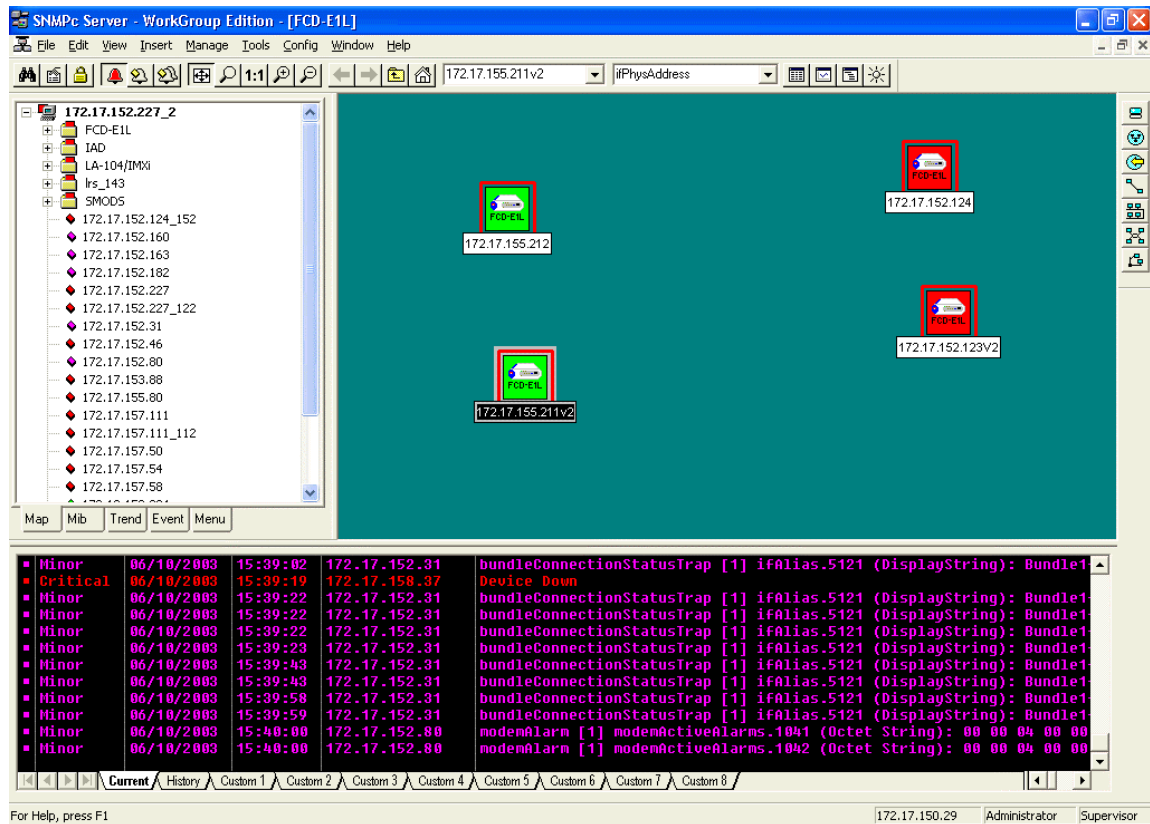 SNMPc Server - WorkGroup Edition - [FCD-E1L]
File Edit View Insert Manage Tools Config Window Help
1:1 172.17.155.211v2 ifPhysAddress
172.17.152.227_2
FCD-E1L
IAD
LA-104/IMXi
lrs_143
SMODS
172.17.152.124_152
172.17.152.160
172.17.152.163
172.17.152.182
172.17.152.227
172.17.152.227_122
172.17.152.31
172.17.152.46
172.17.152.80
172.17.153.88
172.17.155.80
172.17.157.111
172.17.157.111_112
172.17.157.50
172.17.157.54
172.17.157.58
Map Mib Trend Event Menu
FCD-E1L
172.17.152.124
FCD-E1L
172.17.155.212
FCD-E1L
172.17.152.123V2
FCD-E1L
172.17.155.211v2
Minor 06/10/2003 15:39:02 172.17.152.31 bundleConnectionStatusTrap [1] ifAlias.5121 (DisplayString): Bundle1
Critical 06/10/2003 15:39:19 172.17.158.37 Device Down
Minor 06/10/2003 15:39:22 172.17.152.31 bundleConnectionStatusTrap [1] ifAlias.5121 (DisplayString): Bundle1
Minor 06/10/2003 15:39:22 172.17.152.31 bundleConnectionStatusTrap [1] ifAlias.5121 (DisplayString): Bundle1
Minor 06/10/2003 15:39:22 172.17.152.31 bundleConnectionStatusTrap [1] ifAlias.5121 (DisplayString): Bundle1
Minor 06/10/2003 15:39:23 172.17.152.31 bundleConnectionStatusTrap [1] ifAlias.5121 (DisplayString): Bundle1
Minor 06/10/2003 15:39:43 172.17.152.31 bundleConnectionStatusTrap [1] ifAlias.5121 (DisplayString): Bundle1
Minor 06/10/2003 15:39:43 172.17.152.31 bundleConnectionStatusTrap [1] ifAlias.5121 (DisplayString): Bundle1
Minor 06/10/2003 15:39:58 172.17.152.31 bundleConnectionStatusTrap [1] ifAlias.5121 (DisplayString): Bundle1
Minor 06/10/2003 15:39:59 172.17.152.31 bundleConnectionStatusTrap [1] ifAlias.5121 (DisplayString): Bundle1
Minor 06/10/2003 15:40:00 172.17.152.80 modemAlarm [1] modemActiveAlarms.1041 (Octet String): 00 00 04 00 00
Minor 06/10/2003 15:40:00 172.17.152.80 modemAlarm [1] modemActiveAlarms.1042 (Octet String): 00 00 04 00 00
Current History Custom 1 Custom 2 Custom 3 Custom 4 Custom 5 Custom 6 Custom 7 Custom 8
For Help, press F1 172.17.150.29 Administrator Supervisor